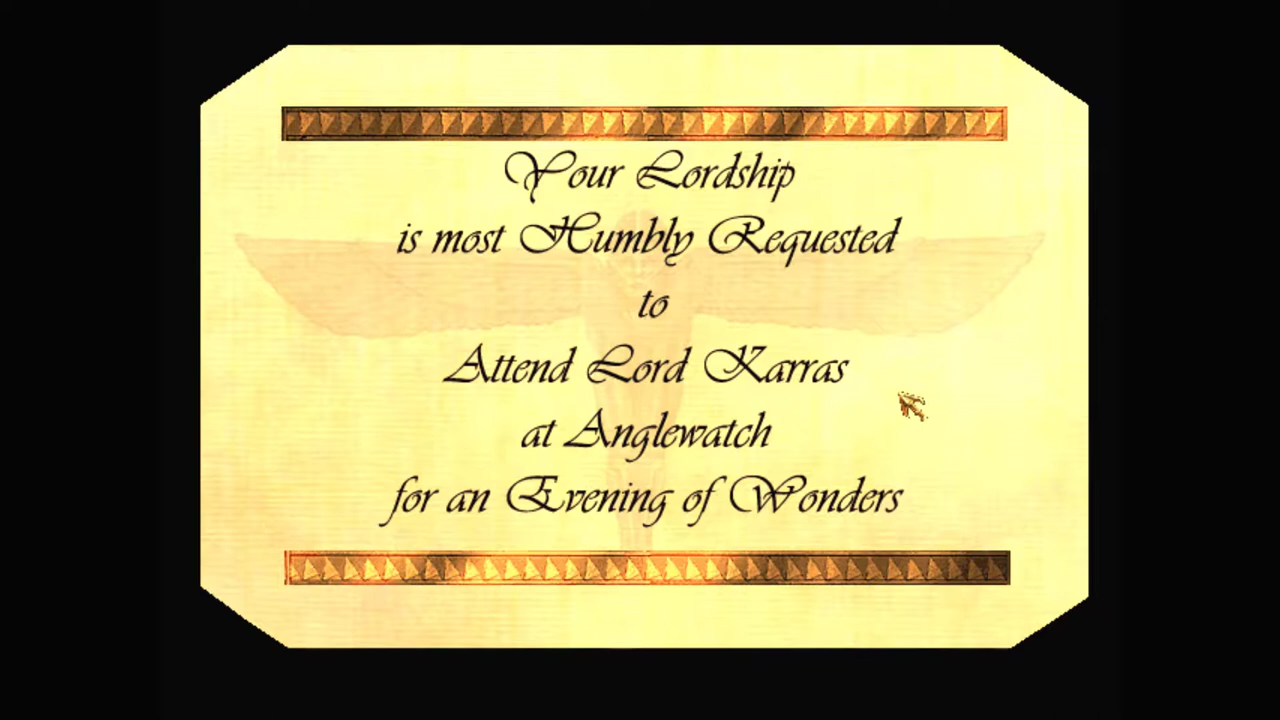 Your Lordship
is most Humbly Requested
to
Attend Lord Karras
at Anglewatch
for an Evening of Wonders